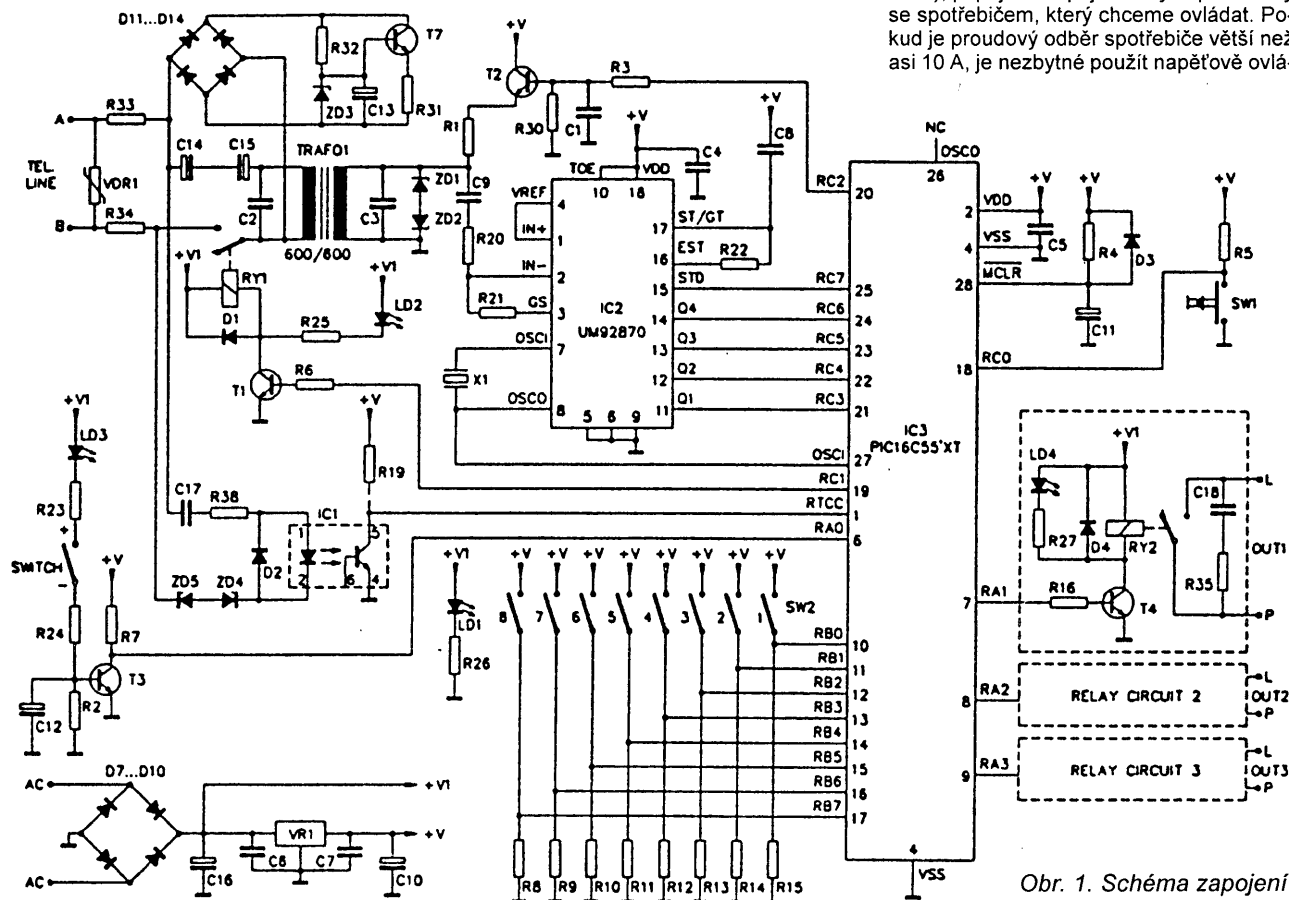 se spotřebičem, který chceme ovládat. Po-
kud je proudový odběr spotřebiče větší než
asi 10 A, je nezbytné použít napěťově ovlá-
D11...D14
R32
T7
ZD3
C13
R31
+V
T2
R3
R30
C1
+V
+V
C8
NC
OSCO
26
A
R33
C14
C15
TRAFO1
R1
TEL.
LINE
VDR1
B
R34
C2
C3
600/600
ZD1
ZD2
C9
R20
R21
TOE
VDD
10
18
C4
VREF
4
IN+
1
IN-
2
GS
3
OSCI
7
OSCO
8
X1
IC2
UM92870
5
6
9
ST/GT
17
EST
16
R22
STD
15
Q4
14
Q3
13
Q2
12
Q1
11
RC2
20
RC7
25
RC6
24
RC5
23
RC4
22
RC3
21
OSCI
27
RC1
19
RTCC
1
RA0
6
IC3
PIC16C55'XT
2
VDD
4
VSS
28
MCLR
+V
C5
+V
R4
D3
C11
+V
R5
SW1
18
RC0
+V1
RY1
D1
R25
+V1
LD2
T1
R6
+V1
LD3
R23
+
SWITCH
-
R24
+V
R7
T3
R2
C12
C17
R38
D2
ZD5
ZD4
IC1
1
2
5
6
4
+V
R19
+V1
LD1
R26
+V
+V
+V
+V
+V
+V
+V
+V
8
7
6
5
4
3
2
1
SW2
RB0
10
RB1
11
RB2
12
RB3
13
RB4
14
RB5
15
RB6
16
RB7
17
R8
R9
R10
R11
R12
R13
R14
R15
4
VSS
+V1
LD4
R27
D4
RY2
C18
R35
L
OUT1
P
7
RA1
R16
T4
8
RA2
RELAY CIRCUIT 2
L
OUT2
P
9
RA3
RELAY CIRCUIT 3
L
OUT3
P
D7...D10
AC
AC
+V1
+V
VR1
C16
C6
C7
C10
Obr. 1. Schéma zapojení